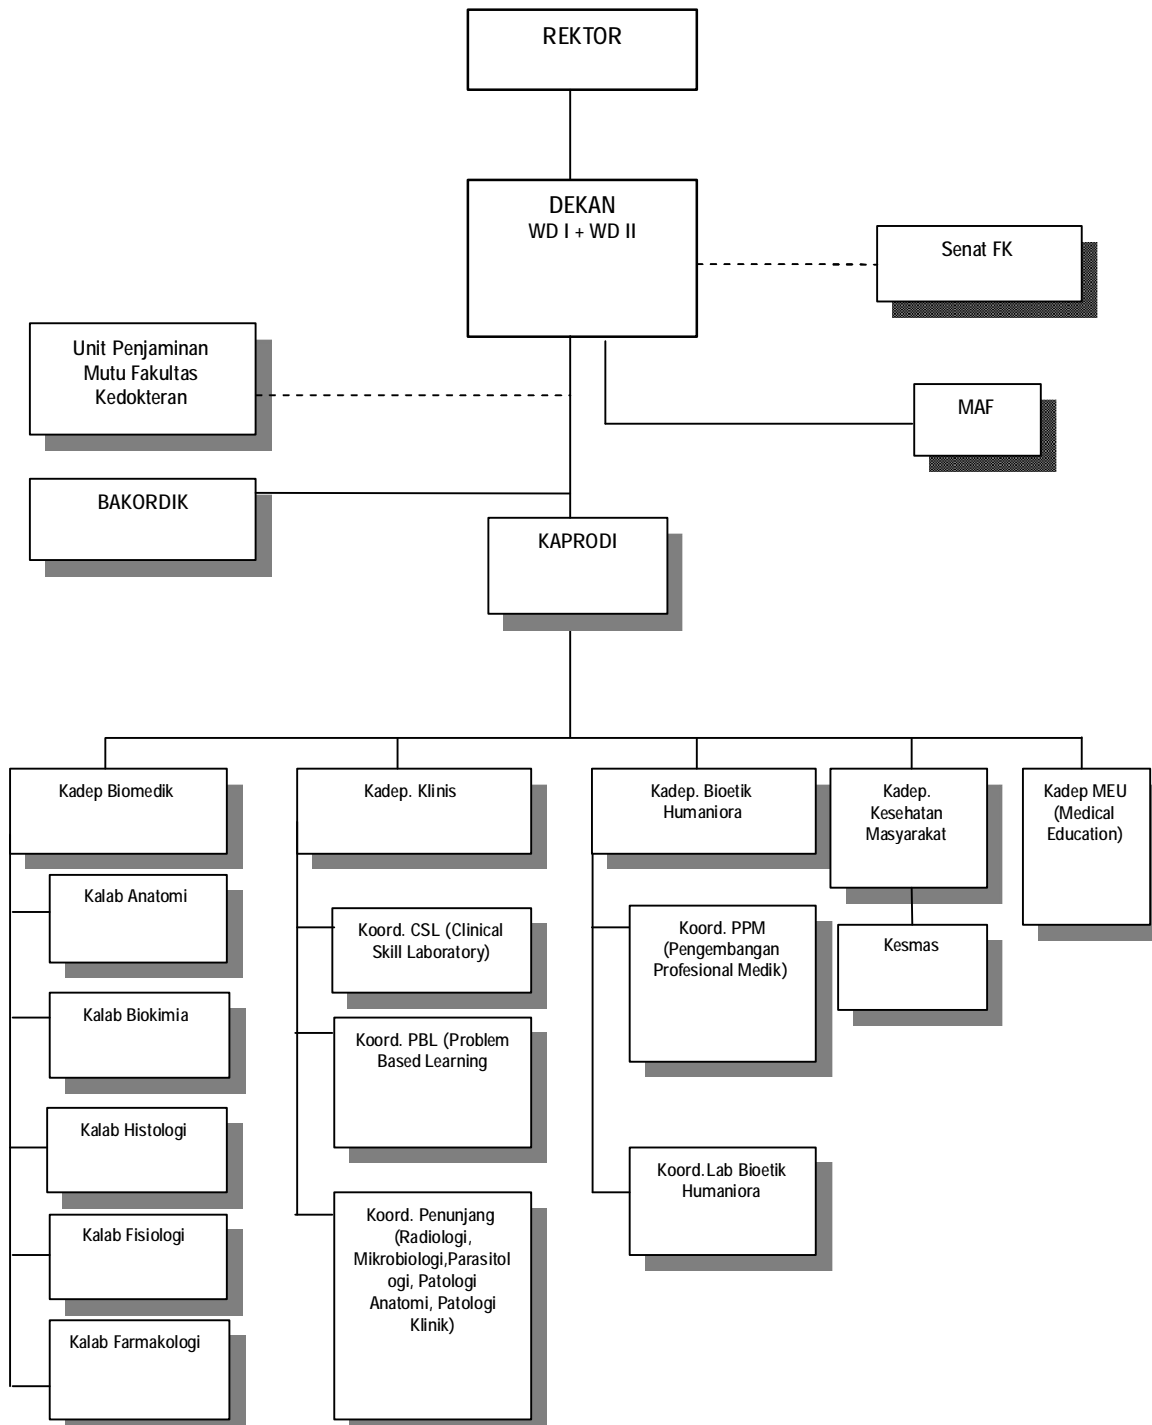 REKTOR
DEKAN
WD I + WD II
Senat FK
Unit Penjaminan
Mutu Fakultas
Kedokteran
MAF
BAKORDIK
KAPRODI
Kadep Biomedik
Kadep. Klinis
Kadep. Bioetik
Humaniora
Kadep.
Kesehatan
Masyarakat
Kadep MEU
(Medical
Education)
Kalab Anatomi
Kalab Biokimia
Kalab Histologi
Kalab Fisiologi
Kalab Farmakologi
Koord. CSL (Clinical
Skill Laboratory)
Koord. PBL (Problem
Based Learning
Koord. Penunjang
(Radiologi,
Mikrobiologi,Parasitol
ogi, Patologi
Anatomi, Patologi
Klinik)
Koord. PPM
(Pengembangan
Profesional Medik)
Koord.Lab Bioetik
Humaniora
Kesmas